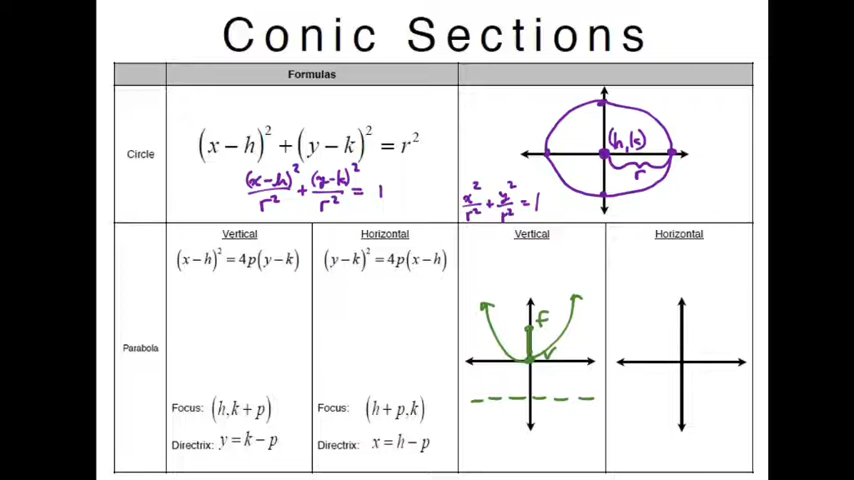 Conic Sections
Formulas
Circle
(x − h)² + (y − k)² = r²
(x−h)²/r² + (y−k)²/r² = 1
(h,k)
r
x²/r² + y²/r² = 1
Vertical
Horizontal
Vertical
Horizontal
(x − h)² = 4p(y − k)
(y − k)² = 4p(x − h)
F
V
Parabola
Focus: (h, k + p)
Focus: (h + p, k)
Directrix: y = k − p
Directrix: x = h − p